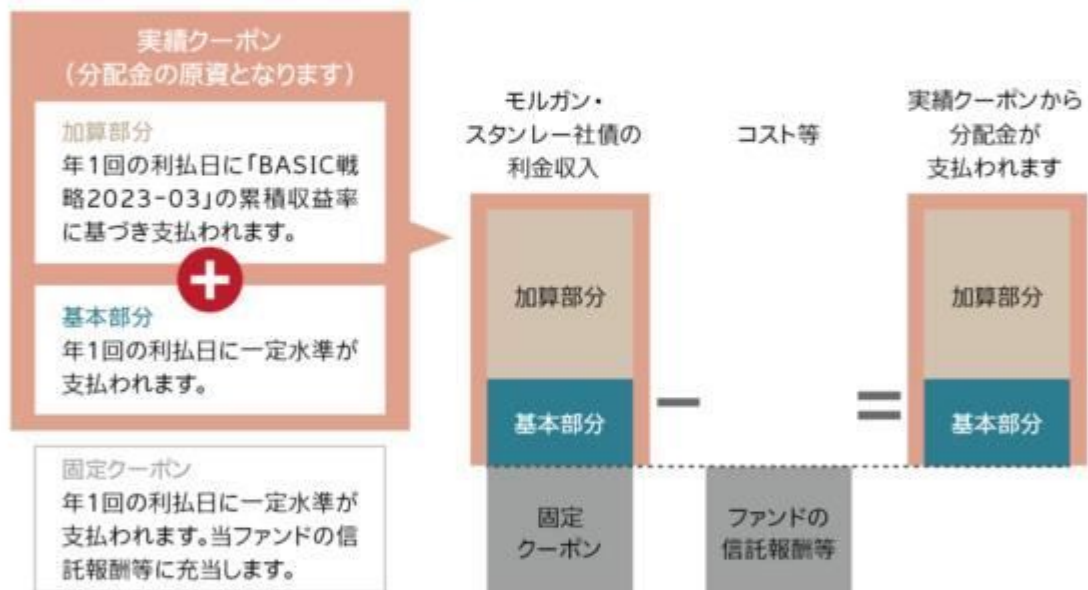 実績クーポン
（分配金の原資となります）
加算部分
年1回の利払日に「BASIC戦
略2023-03」の累積収益率
に基づき支払われます。
基本部分
年1回の利払日に一定水準が
支払われます。
固定クーポン
年1回の利払日に一定水準が
支払われます。当ファンドの信
託報酬等に充当します。
モルガン・
スタンレー社債の
利金収入
加算部分
基本部分
固定
クーポン
コスト等
ファンドの
信託報酬等
実績クーポンから
分配金が
支払われます
加算部分
基本部分